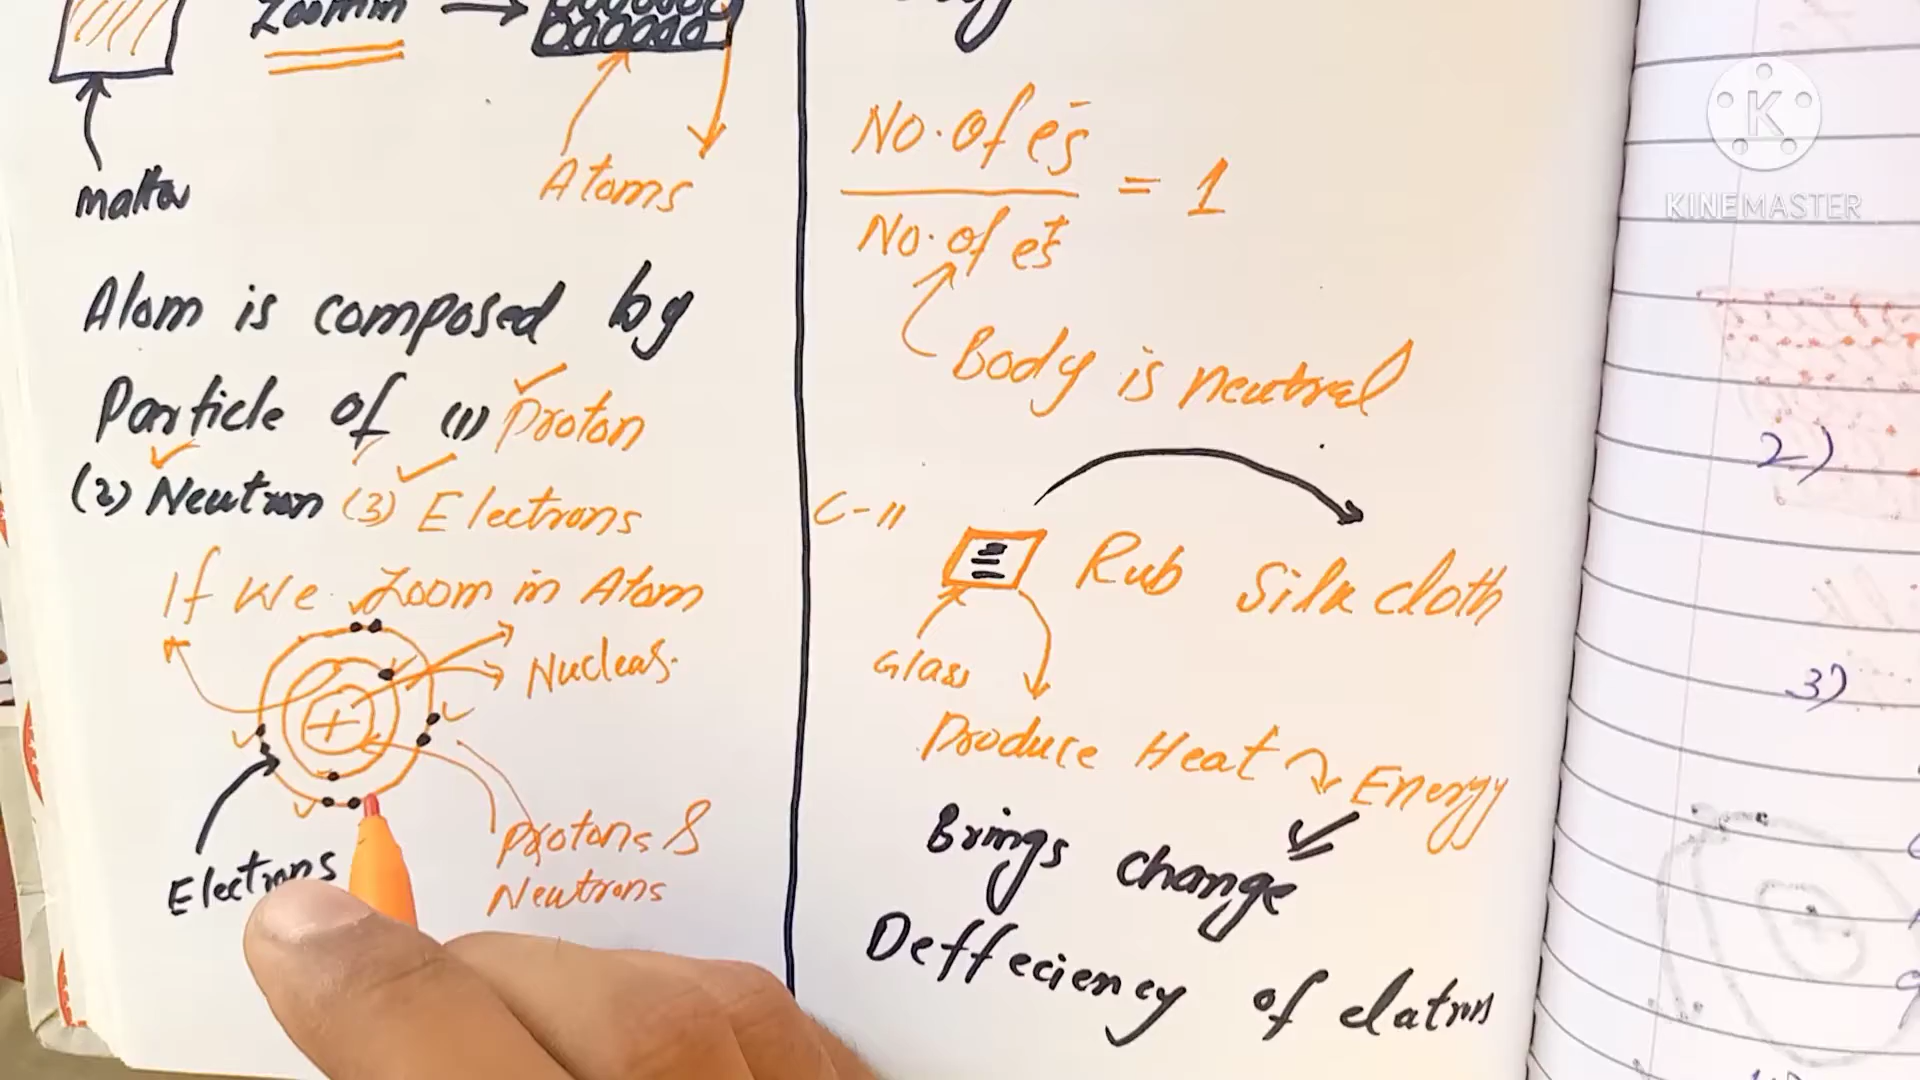 Zoomin
matter
Atoms
Atom is composed by
Particle of (1) Proton
(2) Neutron (3) Electrons
If we Zoom in Atom
Nucleas.
Electrons
Protons &
Neutrons
No. of e⁻s
= 1
No. of e⁺s
Body is neutral
C-11
Rub Silk cloth
Glass
Produce Heat Energy
Brings change
Deffeciency of elatrns
2)
3)
K
KINEMASTER